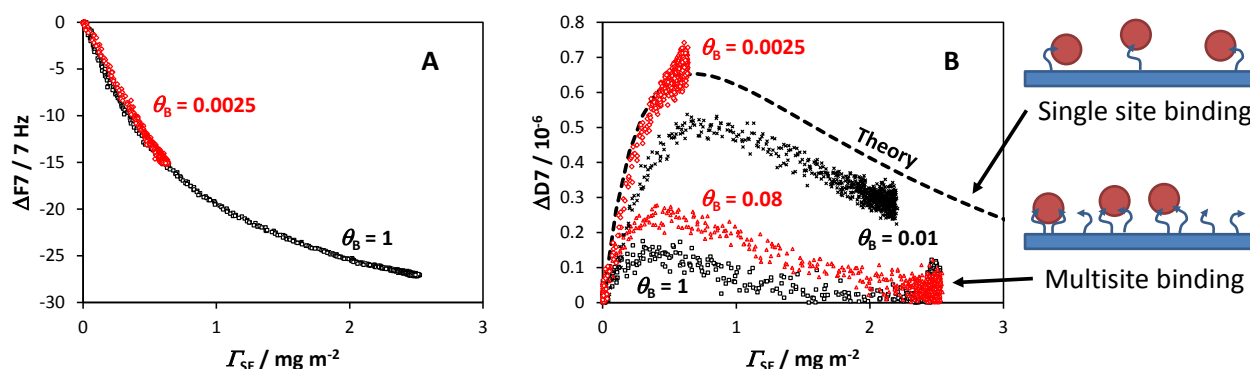 A
0
-5
-10
-15
-20
-25
-30
ΔF7 / 7 Hz
θB = 0.0025
θB = 1
0 1 2 3
ΓSE / mg m-2
B
0.8
0.7
0.6
0.5
0.4
0.3
0.2
0.1
0
ΔD7 / 10-6
θB = 0.0025
Theory
θB = 0.08
θB = 0.01
θB = 1
0 1 2 3
ΓSE / mg m-2
Single site binding
Multisite binding